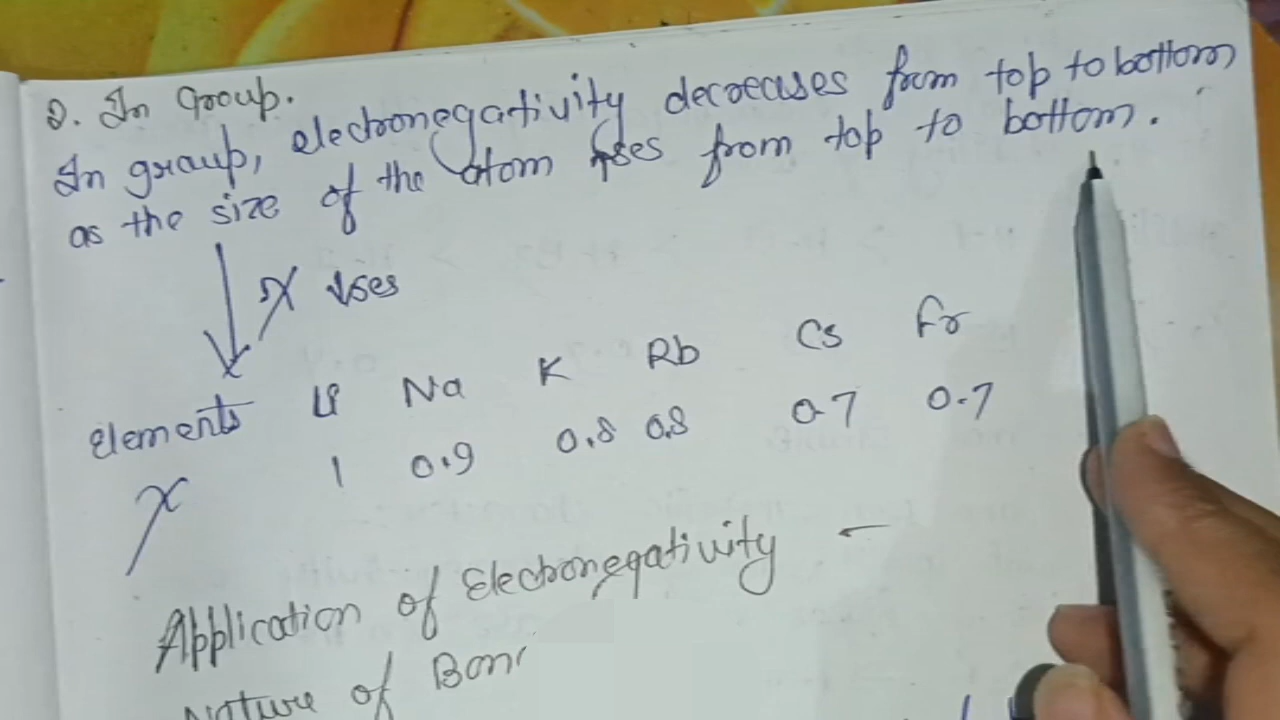 2. In Group.
In group, electronegativity decreases from top to bottom
as the size of the atom ↑ses from top to bottom.
χ ↓ses
Elements Li Na K Rb Cs Fr
χ 1 0.9 0.8 0.8 0.7 0.7
Application of Electronegativity -
Nature of Bon